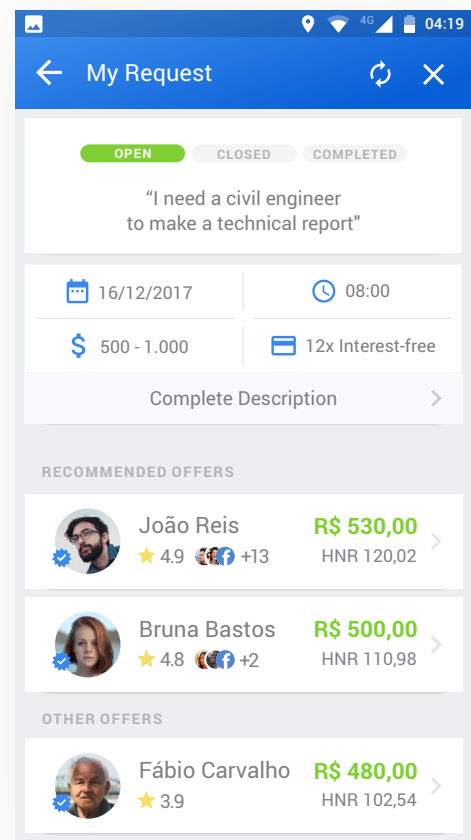 4G 04:19
My Request
OPEN CLOSED COMPLETED
“I need a civil engineer
to make a technical report"
16/12/2017 08:00
$ 500 - 1.000 12x Interest-free
Complete Description
RECOMMENDED OFFERS
João Reis R$ 530,00
4.9 f +13 HNR 120,02
Bruna Bastos R$ 500,00
4.8 f +2 HNR 110,98
OTHER OFFERS
Fábio Carvalho R$ 480,00
3.9 HNR 102,54